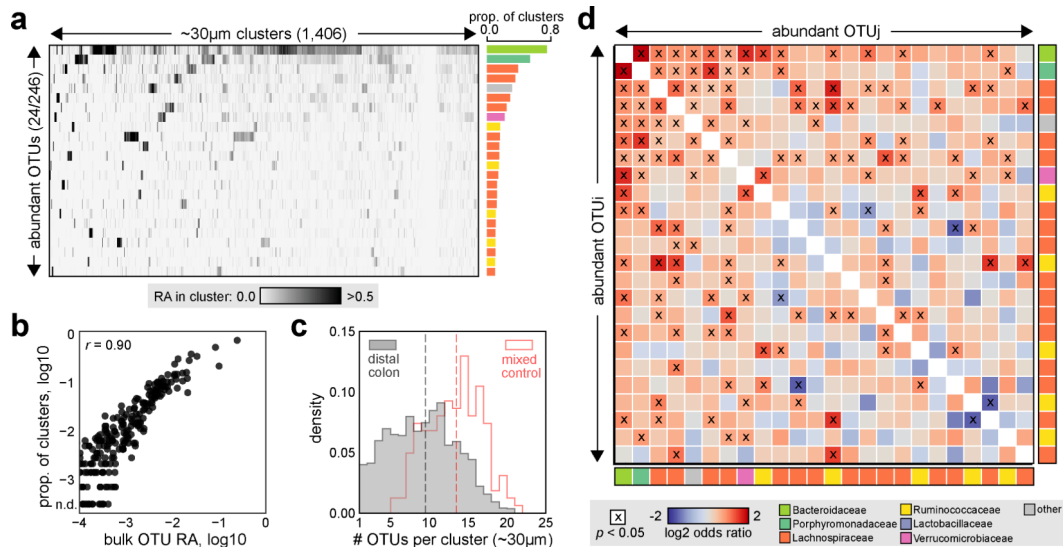 a
~30µm clusters (1,406)
prop. of clusters
0.0 0.8
abundant OTUs (24/246)
RA in cluster: 0.0 >0.5
b
r = 0.90
prop. of clusters, log10
0
−1
−2
−3
n.d.
−4 −3 −2 −1 0
bulk OTU RA, log10
c
distal
colon
mixed
control
density
0.15
0.10
0.05
0.00
1 5 10 15 20 25
# OTUs per cluster (~30µm)
d
abundant OTUj
abundant OTUi
x
p < 0.05
-2 2
log2 odds ratio
Bacteroidaceae
Porphyromonadaceae
Lachnospiraceae
Ruminococcaceae
Lactobacillaceae
Verrucomicrobiaceae
other